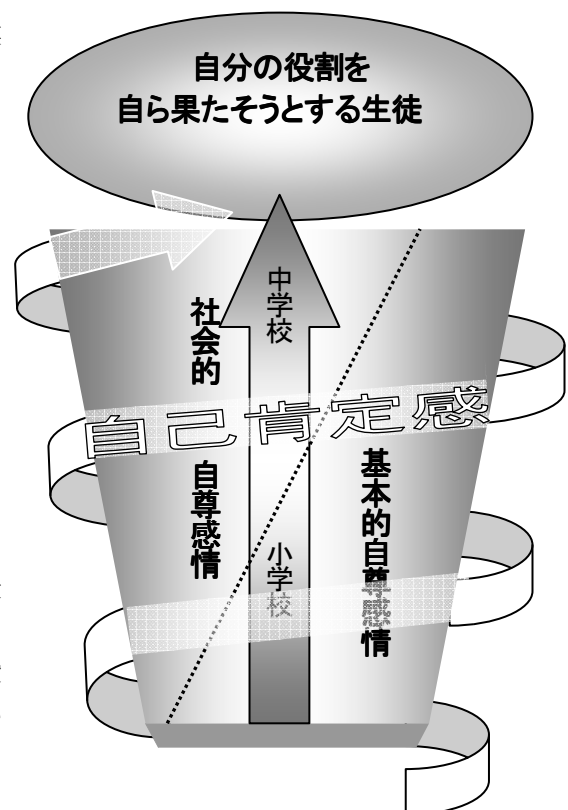 自分の役割を
自ら果たそうとする生徒
中学校
社会的
自己肯定感
自尊感情
基本的自尊感情
小学校